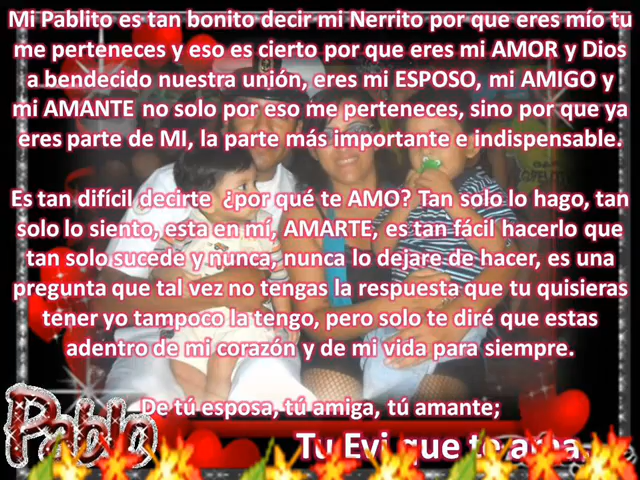 Mi Pablito es tan bonito decir mi Nerrito por que eres mío tu
me perteneces y eso es cierto por que eres mi AMOR y Dios
a bendecido nuestra unión, eres mi ESPOSO, mi AMIGO y
mi AMANTE no solo por eso me perteneces, sino por que ya
eres parte de MI, la parte más importante e indispensable.
Es tan difícil decirte ¿por qué te AMO? Tan solo lo hago, tan
solo lo siento, esta en mí, AMARTE, es tan fácil hacerlo que
tan solo sucede y nunca, nunca lo dejare de hacer, es una
pregunta que tal vez no tengas la respuesta que tu quisieras
tener yo tampoco la tengo, pero solo te diré que estas
adentro de mi corazón y de mi vida para siempre.
De tú esposa, tú amiga, tú amante;
Pablo
Tu Evi que te ama.